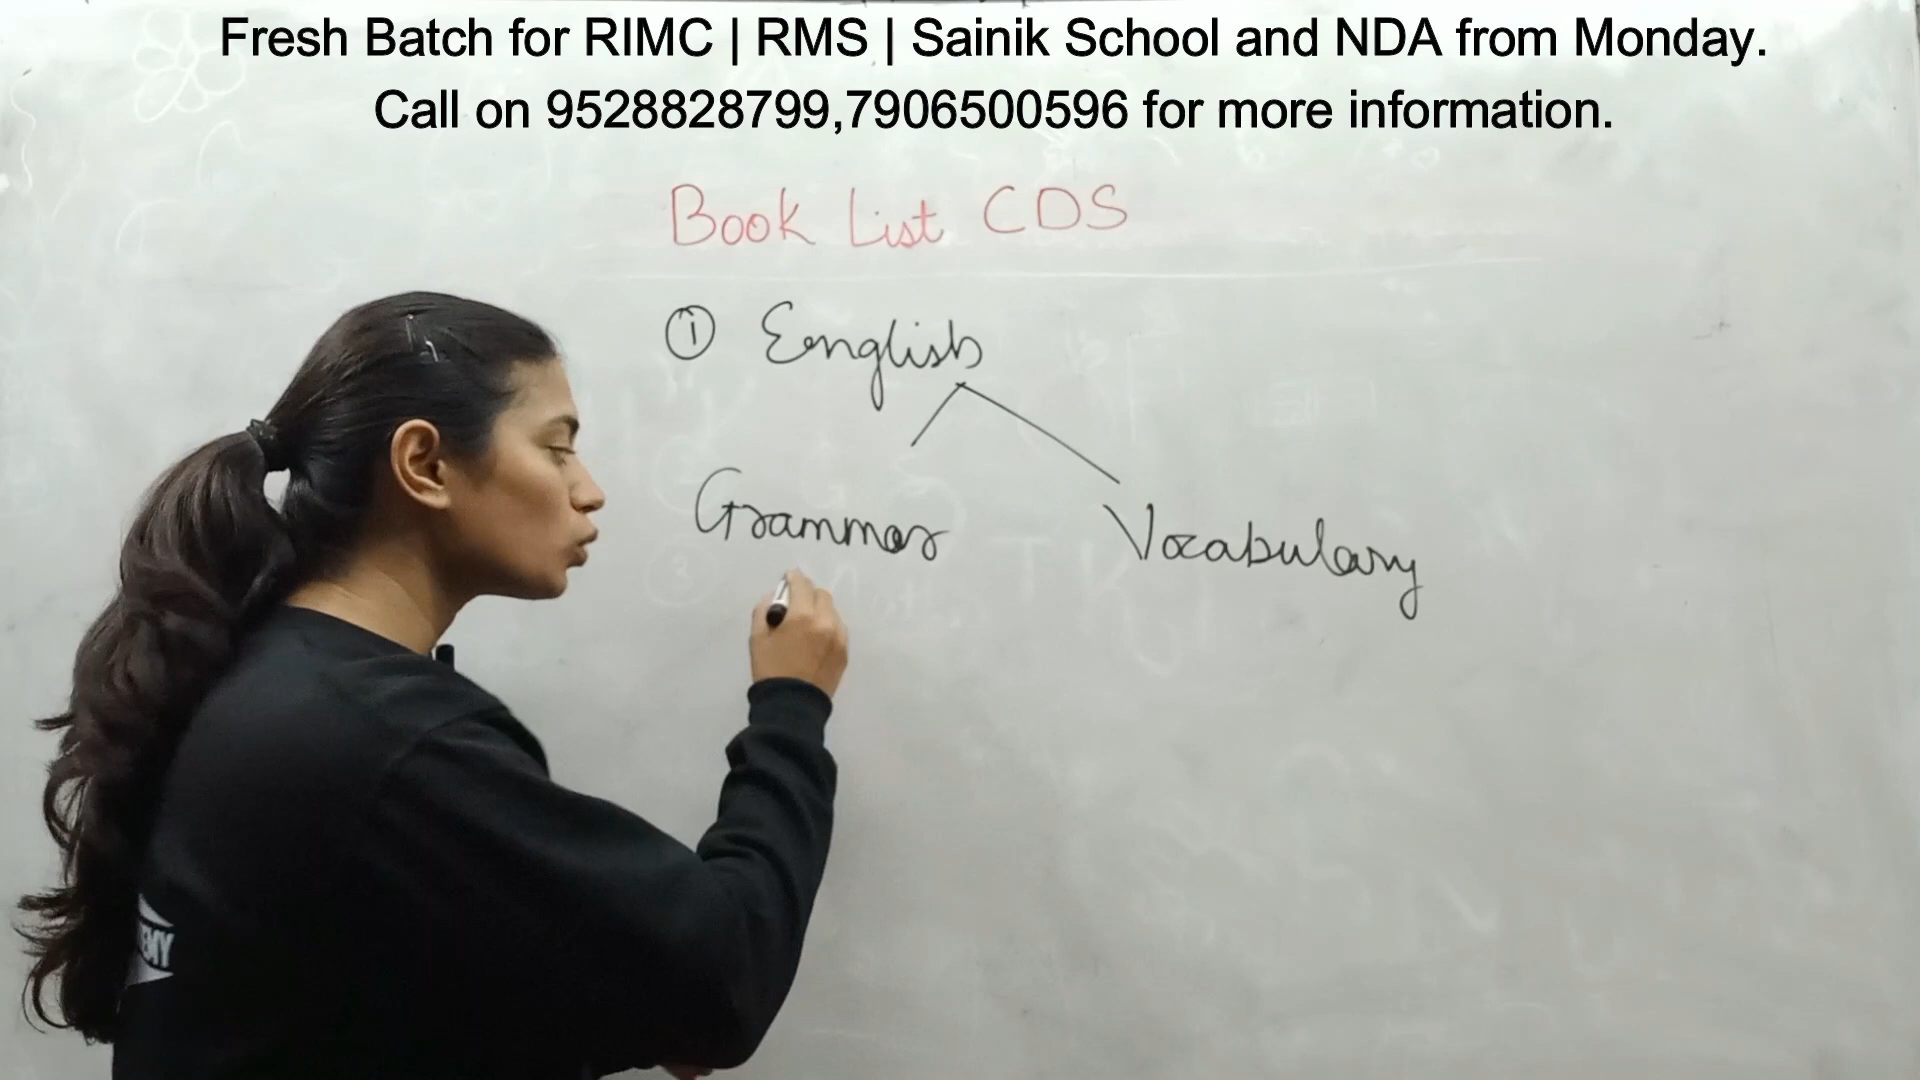 Fresh Batch for RIMC | RMS | Sainik School and NDA from Monday.
Call on 9528828799,7906500596 for more information.
Book List CDS
① English
Grammar Vocabulary
EMY